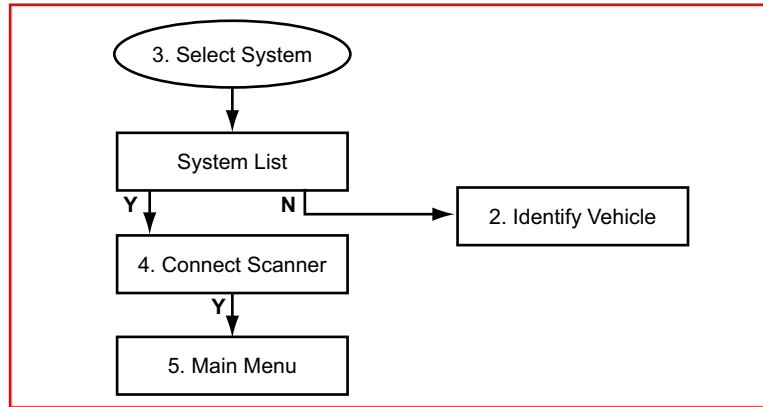 3. Select System
System List
Y
N
2. Identify Vehicle
4. Connect Scanner
Y
5. Main Menu